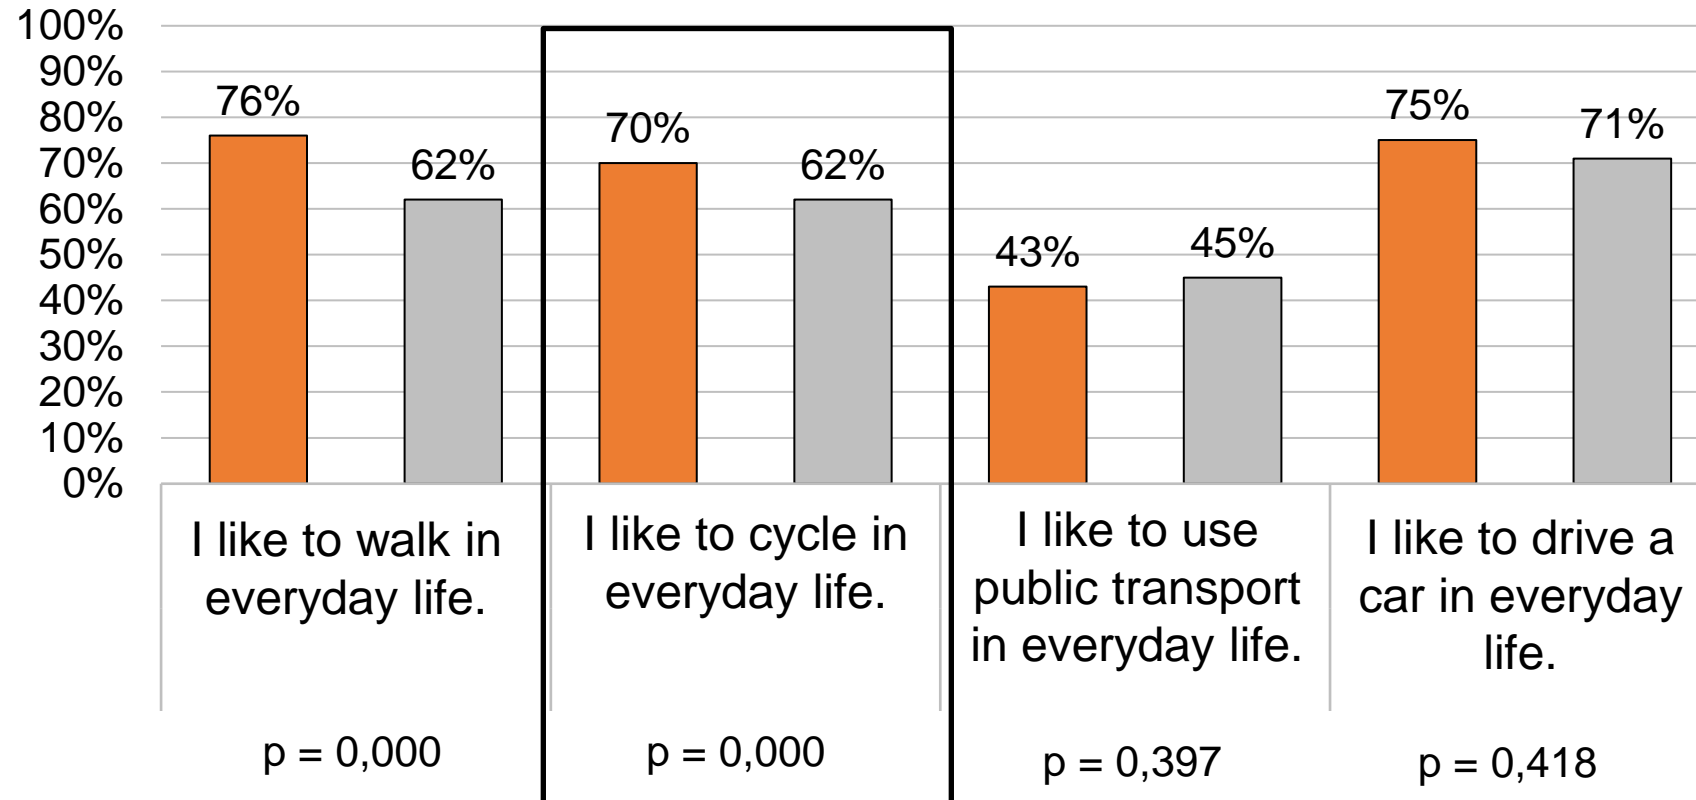 100%
90%
80%
70%
60%
50%
40%
30%
20%
10%
0%
76%
62%
70%
62%
43%
45%
75%
71%
I like to walk in
everyday life.
I like to cycle in
everyday life.
I like to use
public transport
in everyday life.
I like to drive a
car in everyday
life.
p = 0,000
p = 0,000
p = 0,397
p = 0,418